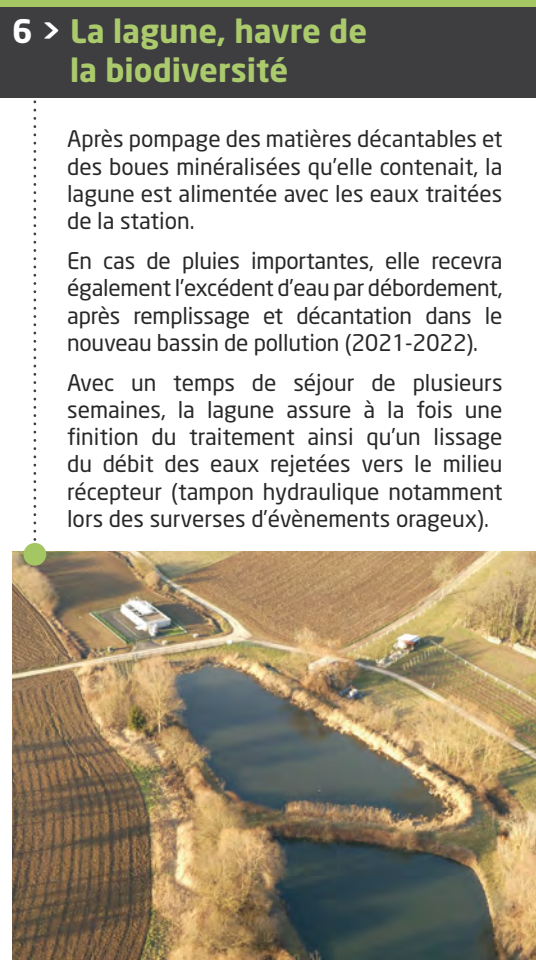 6 > La lagune, havre de
la biodiversité
Après pompage des matières décantables et
des boues minéralisées qu'elle contenait, la
lagune est alimentée avec les eaux traitées
de la station.
En cas de pluies importantes, elle recevra
également l'excédent d'eau par débordement,
après remplissage et décantation dans le
nouveau bassin de pollution (2021-2022).
Avec un temps de séjour de plusieurs
semaines, la lagune assure à la fois une
finition du traitement ainsi qu'un lissage
du débit des eaux rejetées vers le milieu
récepteur (tampon hydraulique notamment
lors des surverses d'évènements orageux).